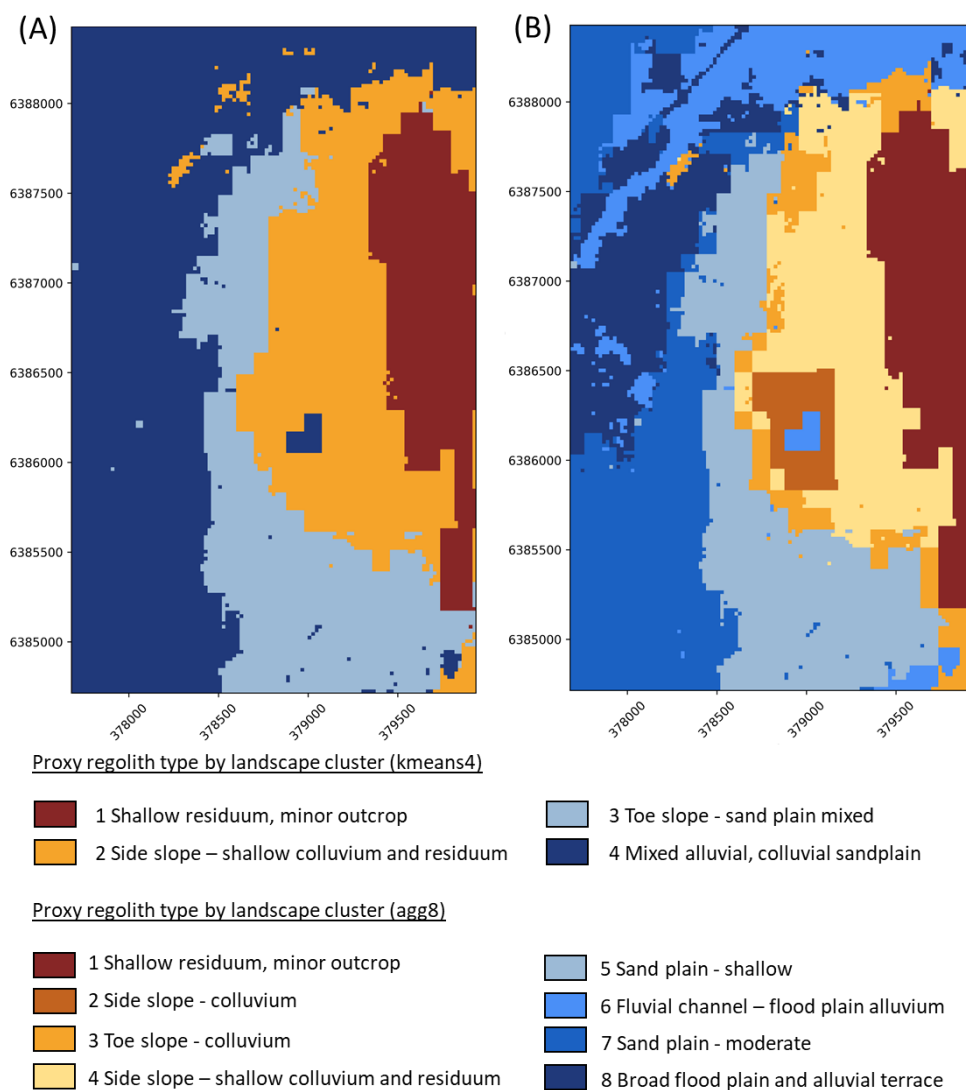 (A)
(B)
6388000
6387500
6387000
6386500
6386000
6385500
6385000
378000
378500
379000
379500
6388000
6387500
6387000
6386500
6386000
6385500
6385000
378000
378500
379000
379500
Proxy regolith type by landscape cluster (kmeans4)
1 Shallow residuum, minor outcrop
2 Side slope – shallow colluvium and residuum
3 Toe slope - sand plain mixed
4 Mixed alluvial, colluvial sandplain
Proxy regolith type by landscape cluster (agg8)
1 Shallow residuum, minor outcrop
2 Side slope - colluvium
3 Toe slope - colluvium
4 Side slope – shallow colluvium and residuum
5 Sand plain - shallow
6 Fluvial channel – flood plain alluvium
7 Sand plain - moderate
8 Broad flood plain and alluvial terrace